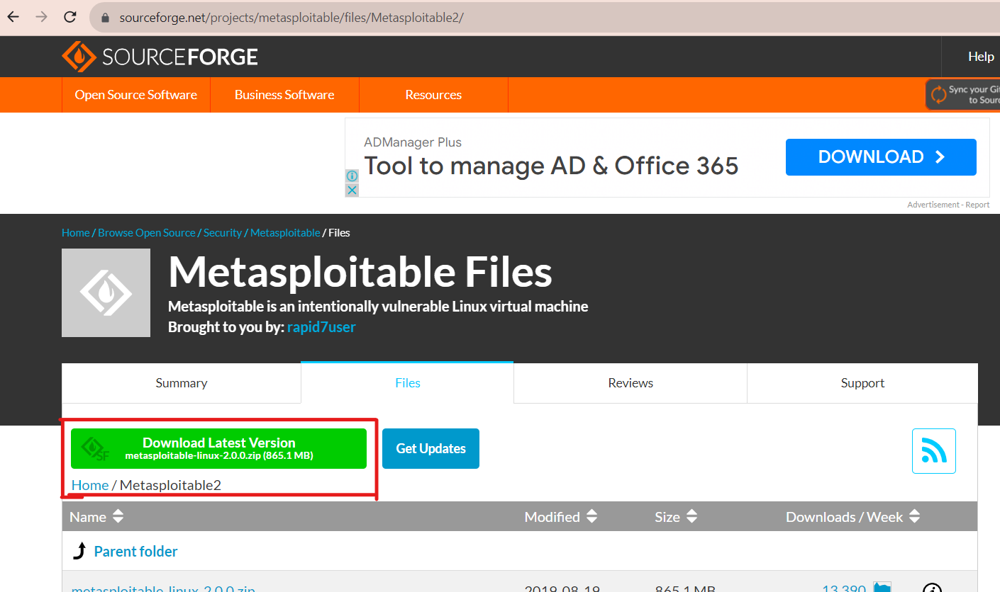 sourceforge.net/projects/metasploitable/files/Metasploitable2/
SOURCEFORGE
Help
Open Source Software
Business Software
Resources
Sync your Git
to Sour
ADManager Plus
Tool to manage AD & Office 365
DOWNLOAD
Advertisement - Report
Home / Browse Open Source / Security / Metasploitable / Files
Metasploitable Files
Metasploitable is an intentionally vulnerable Linux virtual machine
Brought to you by: rapid7user
Summary
Files
Reviews
Support
SF
Download Latest Version
metasploitable-linux-2.0.0.zip (865.1 MB)
Get Updates
Home / Metasploitable2
Name
Modified
Size
Downloads / Week
Parent folder
metasploitable-linux-2.0.0.zip
2019-08-19
865.1 MB
13,390